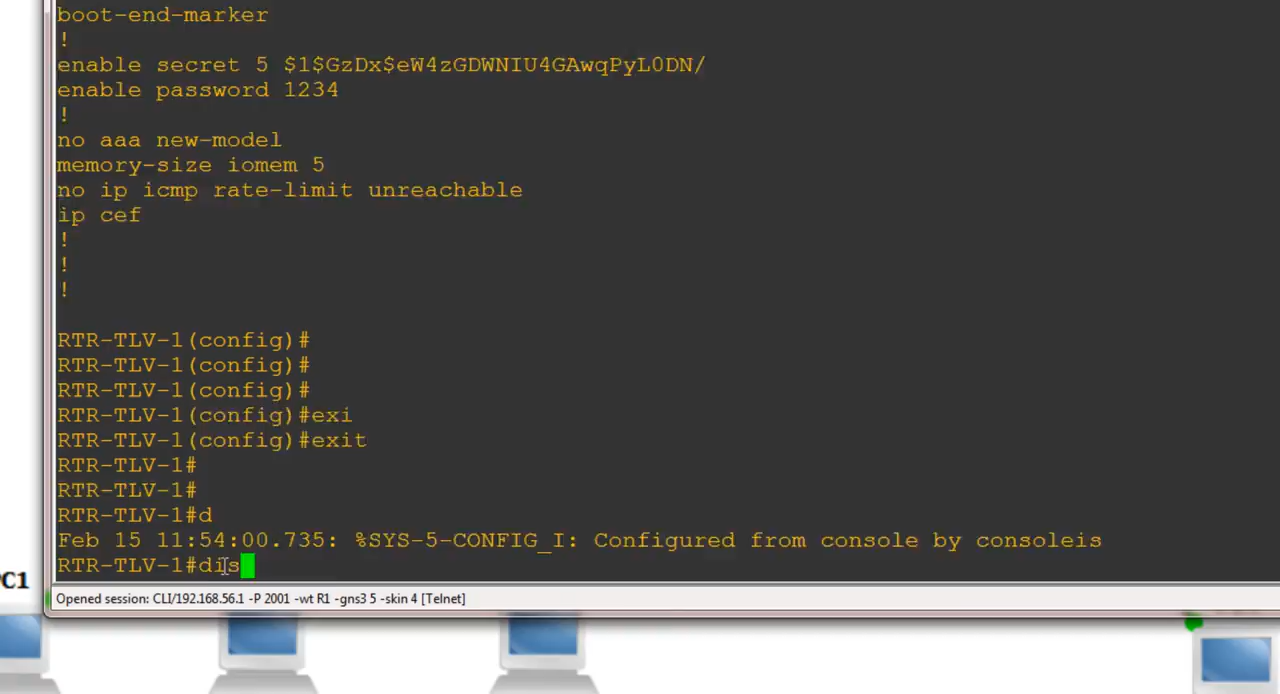 boot-end-marker
!
enable secret 5 $1$GzDx$eW4zGDWNIU4GAwqPyL0DN/
enable password 1234
!
no aaa new-model
memory-size iomem 5
no ip icmp rate-limit unreachable
ip cef
!
!
!
RTR-TLV-1(config)#
RTR-TLV-1(config)#
RTR-TLV-1(config)#
RTR-TLV-1(config)#exi
RTR-TLV-1(config)#exit
RTR-TLV-1#
RTR-TLV-1#
RTR-TLV-1#d
Feb 15 11:54:00.735: %SYS-5-CONFIG_I: Configured from console by consoleis
RTR-TLV-1#dis
PC1
Opened session: CLI/192.168.56.1 -P 2001 -wt R1 -gns3 5 -skin 4 [Telnet]